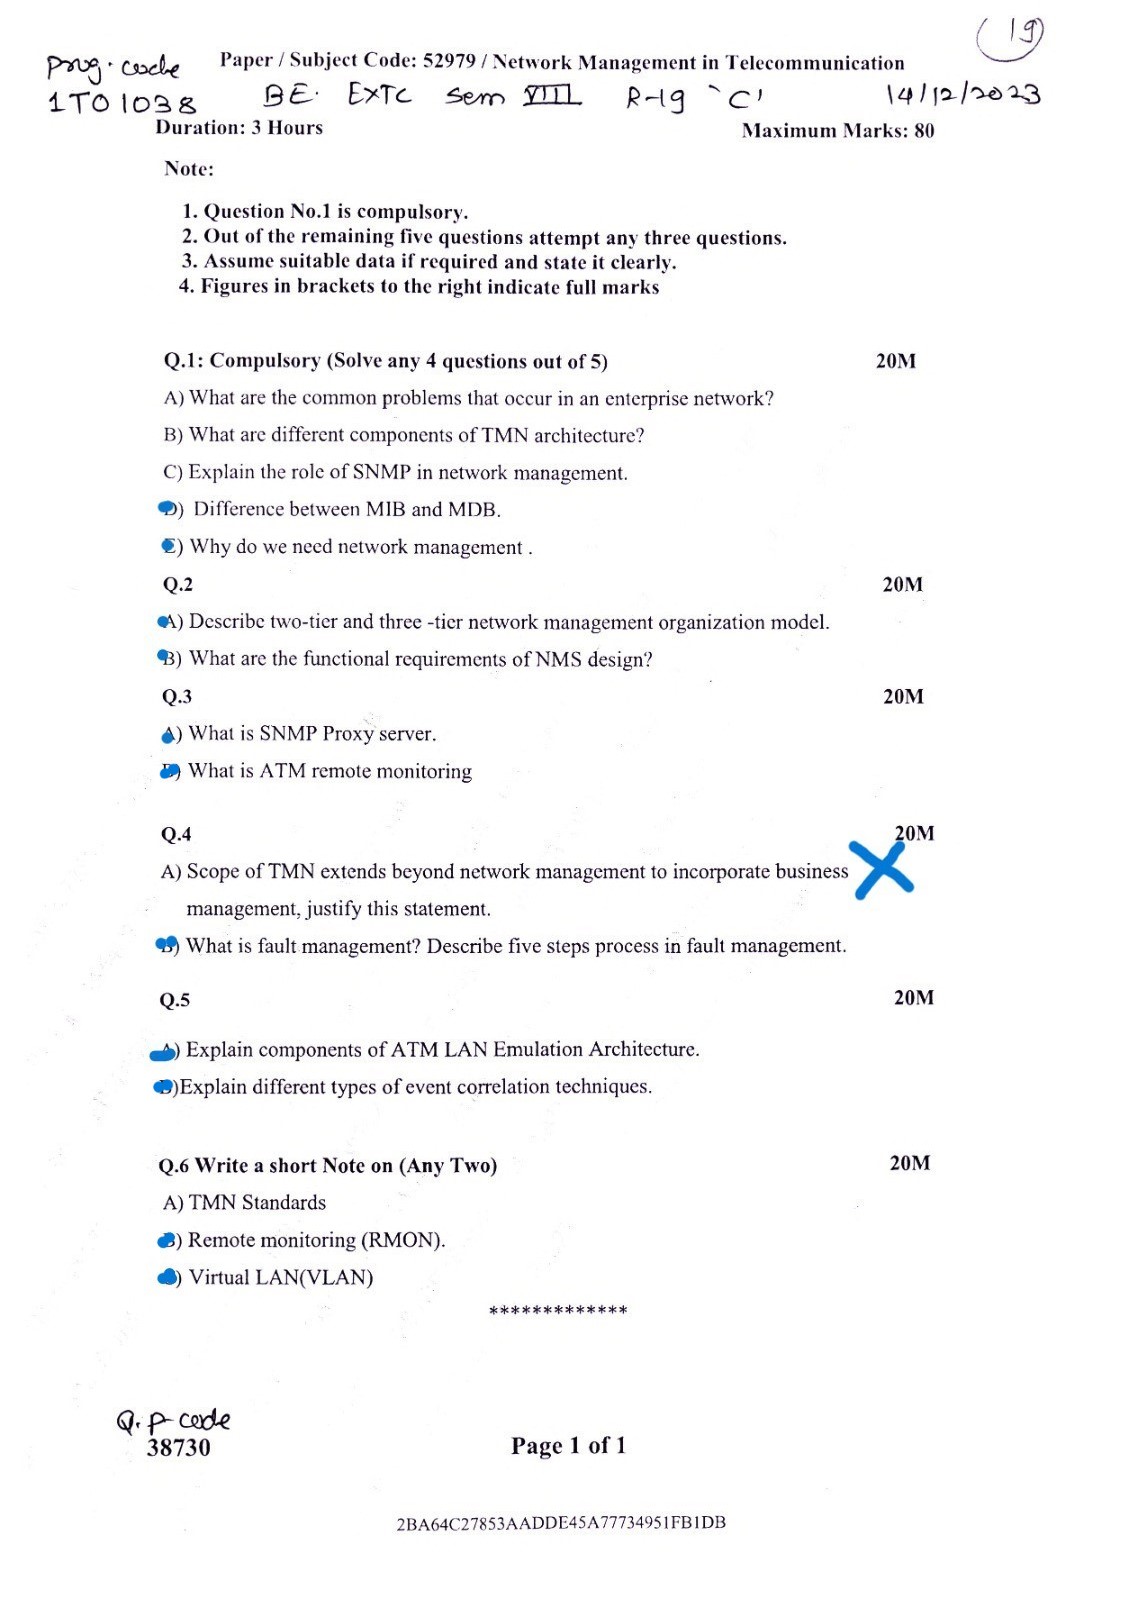 (19)
Prog. code Paper / Subject Code: 52979 / Network Management in Telecommunication
1T01038 BE. EXTC Sem VIII R-19 'C' 14/12/2023
Duration: 3 Hours Maximum Marks: 80
Note:
1. Question No.1 is compulsory.
2. Out of the remaining five questions attempt any three questions.
3. Assume suitable data if required and state it clearly.
4. Figures in brackets to the right indicate full marks
Q.1: Compulsory (Solve any 4 questions out of 5) 20M
A) What are the common problems that occur in an enterprise network?
B) What are different components of TMN architecture?
C) Explain the role of SNMP in network management.
D) Difference between MIB and MDB.
E) Why do we need network management .
Q.2 20M
A) Describe two-tier and three -tier network management organization model.
B) What are the functional requirements of NMS design?
Q.3 20M
A) What is SNMP Proxy server.
B) What is ATM remote monitoring
Q.4 20M
A) Scope of TMN extends beyond network management to incorporate business
management, justify this statement.
B) What is fault management? Describe five steps process in fault management.
Q.5 20M
A) Explain components of ATM LAN Emulation Architecture.
B)Explain different types of event correlation techniques.
Q.6 Write a short Note on (Any Two) 20M
A) TMN Standards
B) Remote monitoring (RMON).
) Virtual LAN(VLAN)
*************
Q.P code
38730 Page 1 of 1
2BA64C27853AADDE45A77734951FB1DB